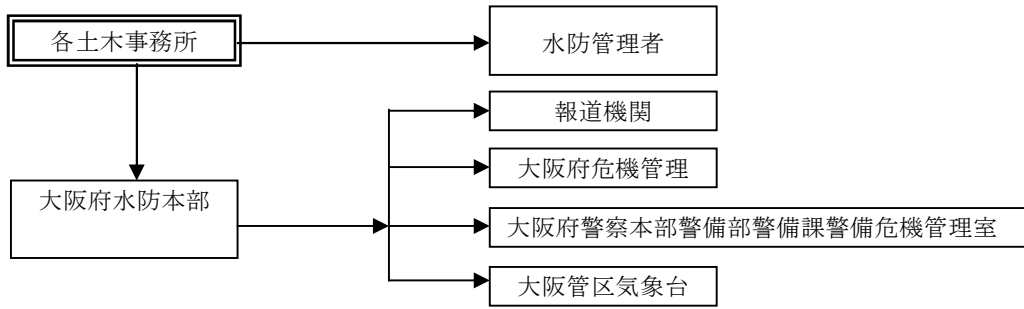 各土木事務所
水防管理者
報道機関
大阪府危機管理
大阪府水防本部
大阪府警察本部警備部警備課警備危機管理室
大阪管区気象台